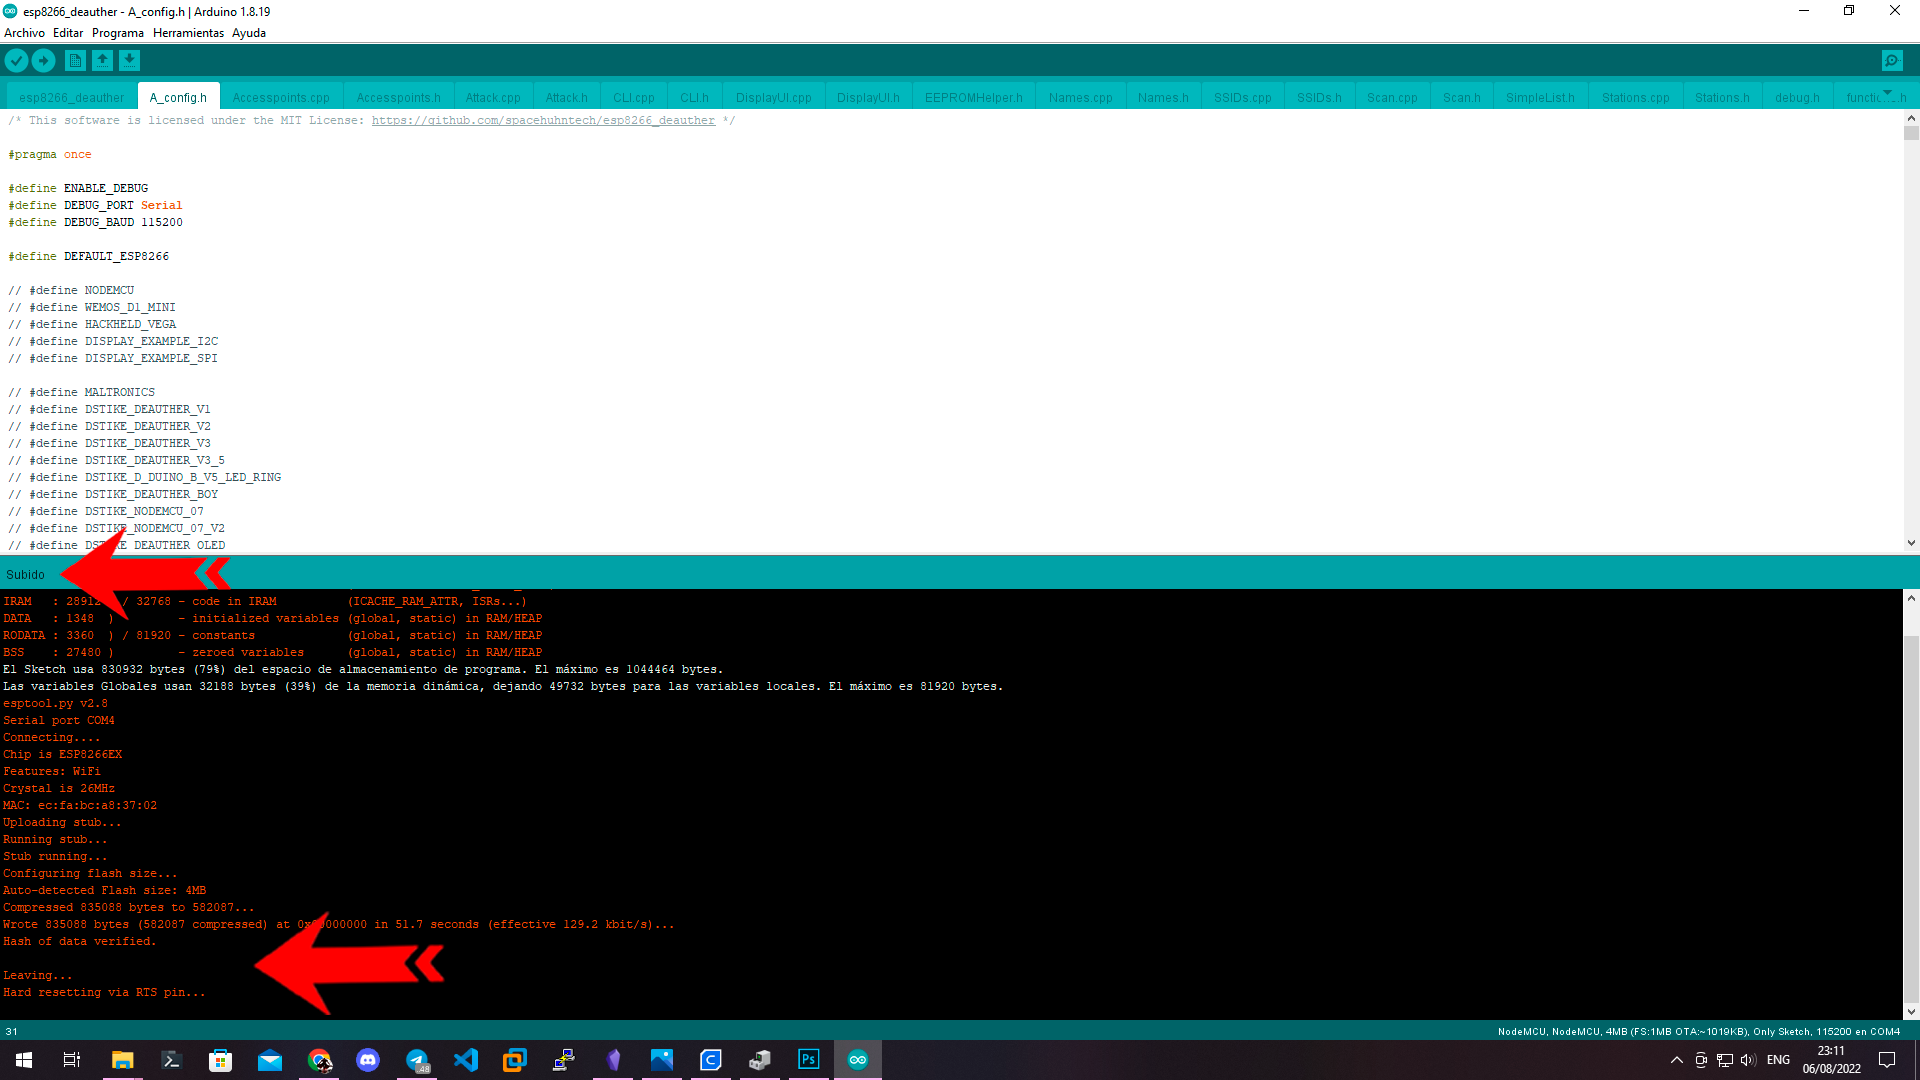 esp8266_deauther - A_config.h | Arduino 1.8.19
Archivo Editar Programa Herramientas Ayuda
esp8266_deauther A_config.h Accesspoints.cpp Accesspoints.h Attack.cpp Attack.h CLI.cpp CLI.h DisplayUI.cpp DisplayUI.h EEPROMHelper.h Names.cpp Names.h SSIDs.cpp SSIDs.h Scan.cpp Scan.h SimpleList.h Stations.cpp Stations.h debug.h
/* This software is licensed under the MIT License: https://github.com/spacehuhntech/esp8266_deauther */
#pragma once
#define ENABLE_DEBUG
#define DEBUG_PORT Serial
#define DEBUG_BAUD 115200
#define DEFAULT_ESP8266
// #define NODEMCU
// #define WEMOS_D1_MINI
// #define HACKHELD_VEGA
// #define DISPLAY_EXAMPLE_I2C
// #define DISPLAY_EXAMPLE_SPI
// #define MALTRONICS
// #define DSTIKE_DEAUTHER_V1
// #define DSTIKE_DEAUTHER_V2
// #define DSTIKE_DEAUTHER_V3
// #define DSTIKE_DEAUTHER_V3_5
// #define DSTIKE_D_DUINO_B_V5_LED_RING
// #define DSTIKE_DEAUTHER_BOY
// #define DSTIKE_NODEMCU_07
// #define DSTIKE_NODEMCU_07_V2
// #define DSTIKE_DEAUTHER_OLED
Subido
IRAM : 28912 / 32768 - code in IRAM (ICACHE_RAM_ATTR, ISRs...)
DATA : 1348 ) - initialized variables (global, static) in RAM/HEAP
RODATA : 3360 ) / 81920 - constants (global, static) in RAM/HEAP
BSS : 27480 ) - zeroed variables (global, static) in RAM/HEAP
El Sketch usa 830932 bytes (79%) del espacio de almacenamiento de programa. El máximo es 1044464 bytes.
Las variables Globales usan 32188 bytes (39%) de la memoria dinámica, dejando 49732 bytes para las variables locales. El máximo es 81920 bytes.
esptool.py v2.8
Serial port COM4
Connecting....
Chip is ESP8266EX
Features: WiFi
Crystal is 26MHz
MAC: ec:fa:bc:a8:37:02
Uploading stub...
Running stub...
Stub running...
Configuring flash size...
Auto-detected Flash size: 4MB
Compressed 835088 bytes to 582087...
Wrote 835088 bytes (582087 compressed) at 0x00000000 in 51.7 seconds (effective 129.2 kbit/s)...
Hash of data verified.
Leaving...
Hard resetting via RTS pin...
31 NodeMCU, NodeMCU, 4MB (FS:1MB OTA:~1019KB), Only Sketch, 115200 en COM4
48 Ps ENG 23:11
06/08/2022